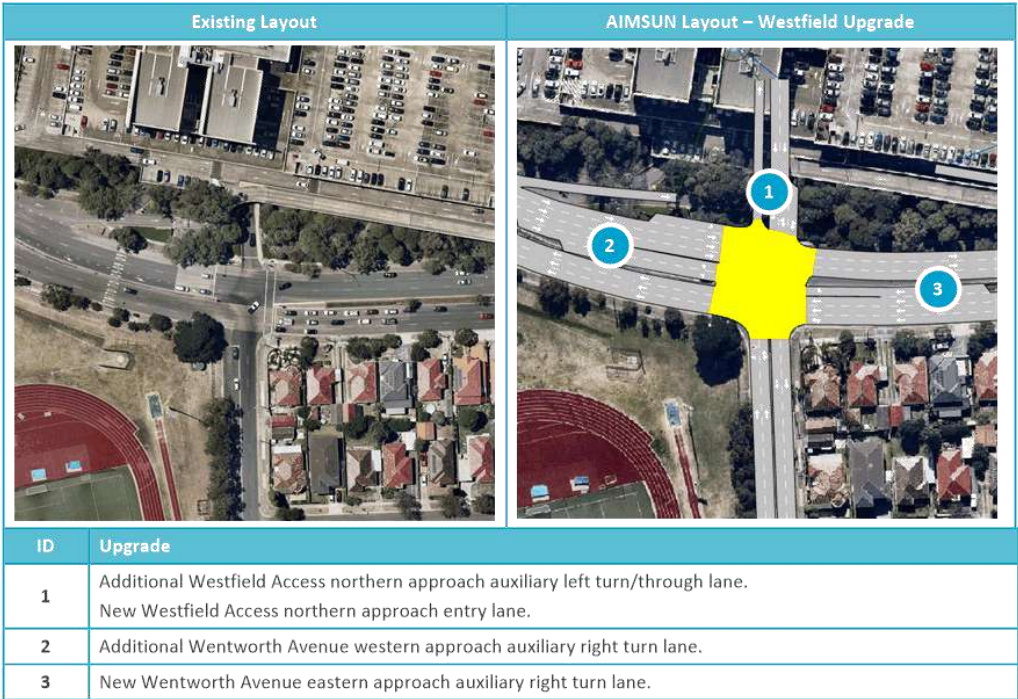 Existing Layout
AIMSUN Layout – Westfield Upgrade
1
2
3
ID Upgrade
1
Additional Westfield Access northern approach auxiliary left turn/through lane.
New Westfield Access northern approach entry lane.
2 Additional Wentworth Avenue western approach auxiliary right turn lane.
3 New Wentworth Avenue eastern approach auxiliary right turn lane.